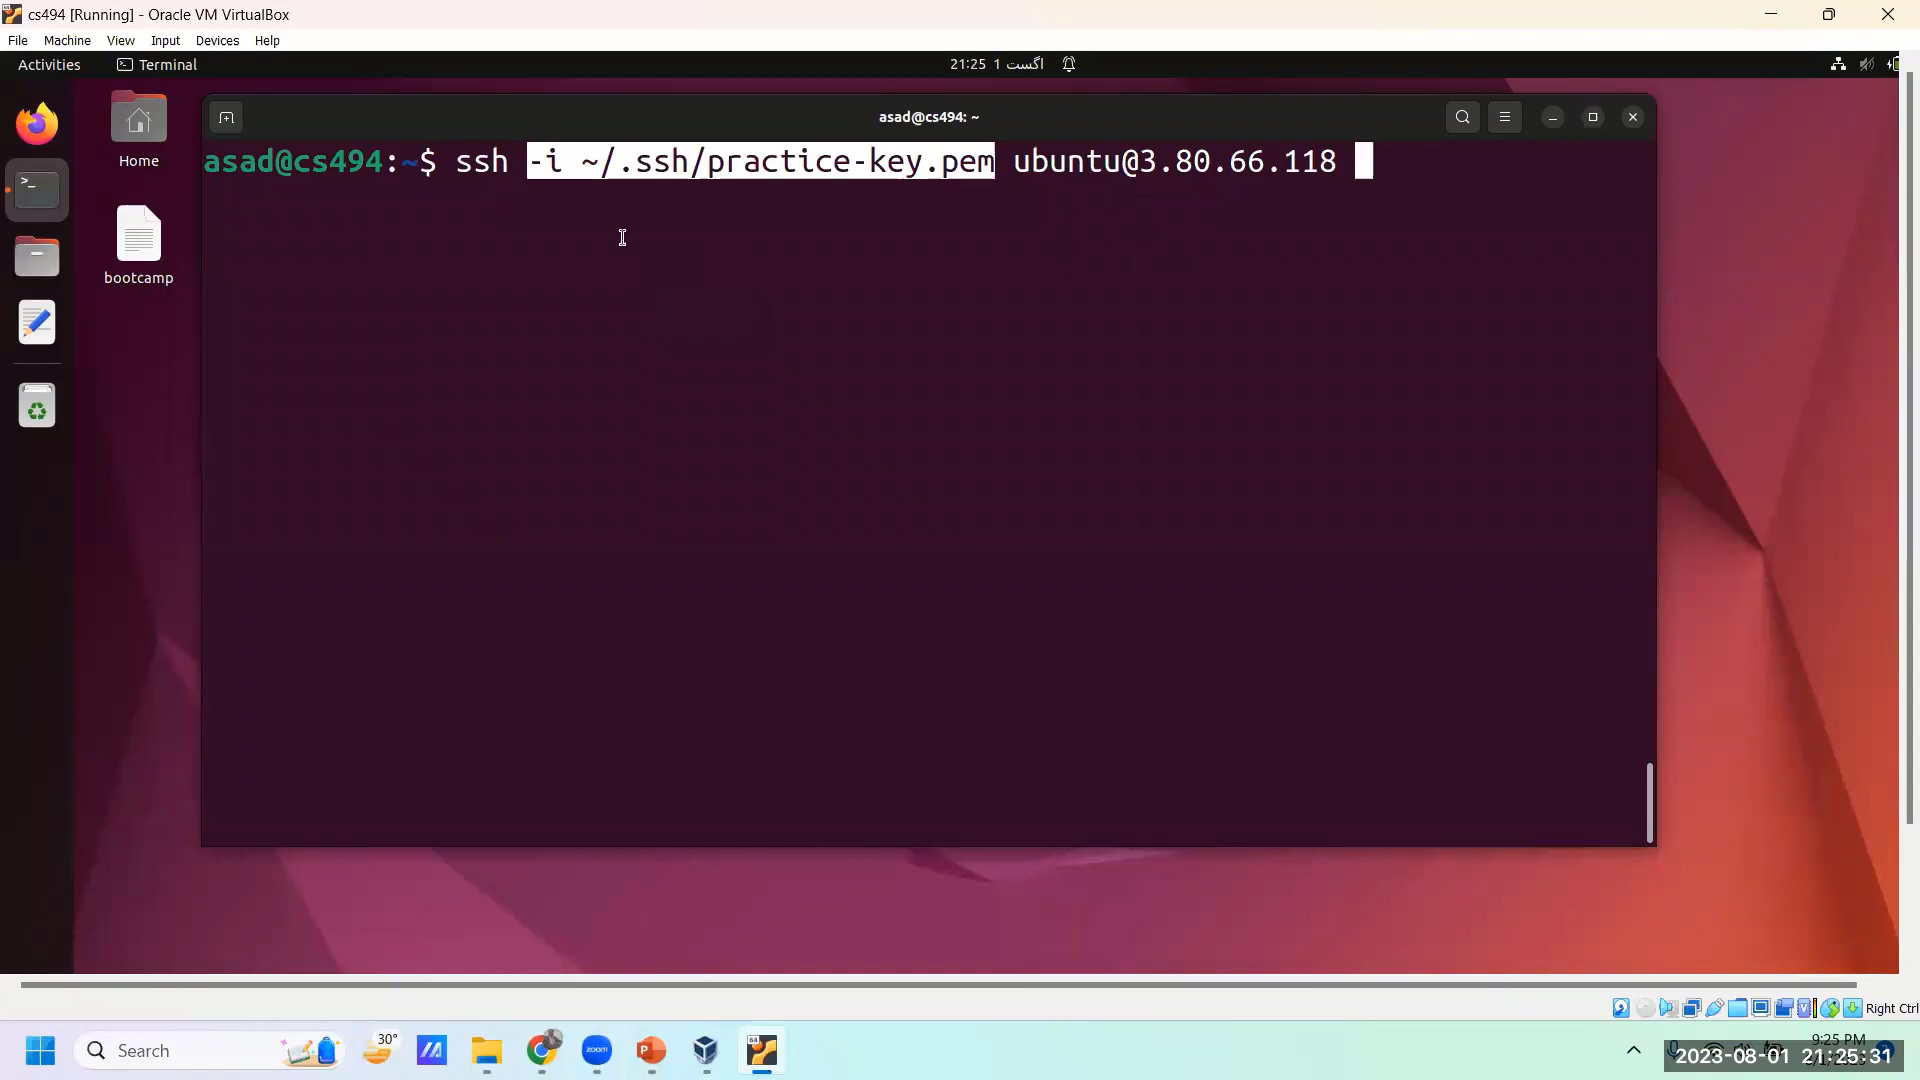 cs494 [Running] - Oracle VM VirtualBox
File Machine View Input Devices Help
Activities Terminal 21:25 1 اگست
asad@cs494: ~
asad@cs494:~$ ssh -i ~/.ssh/practice-key.pem ubuntu@3.80.66.118
Home
bootcamp
Right Ctrl
Search
30°
zoom
9:25 PM
2023-08-01 21:25:31